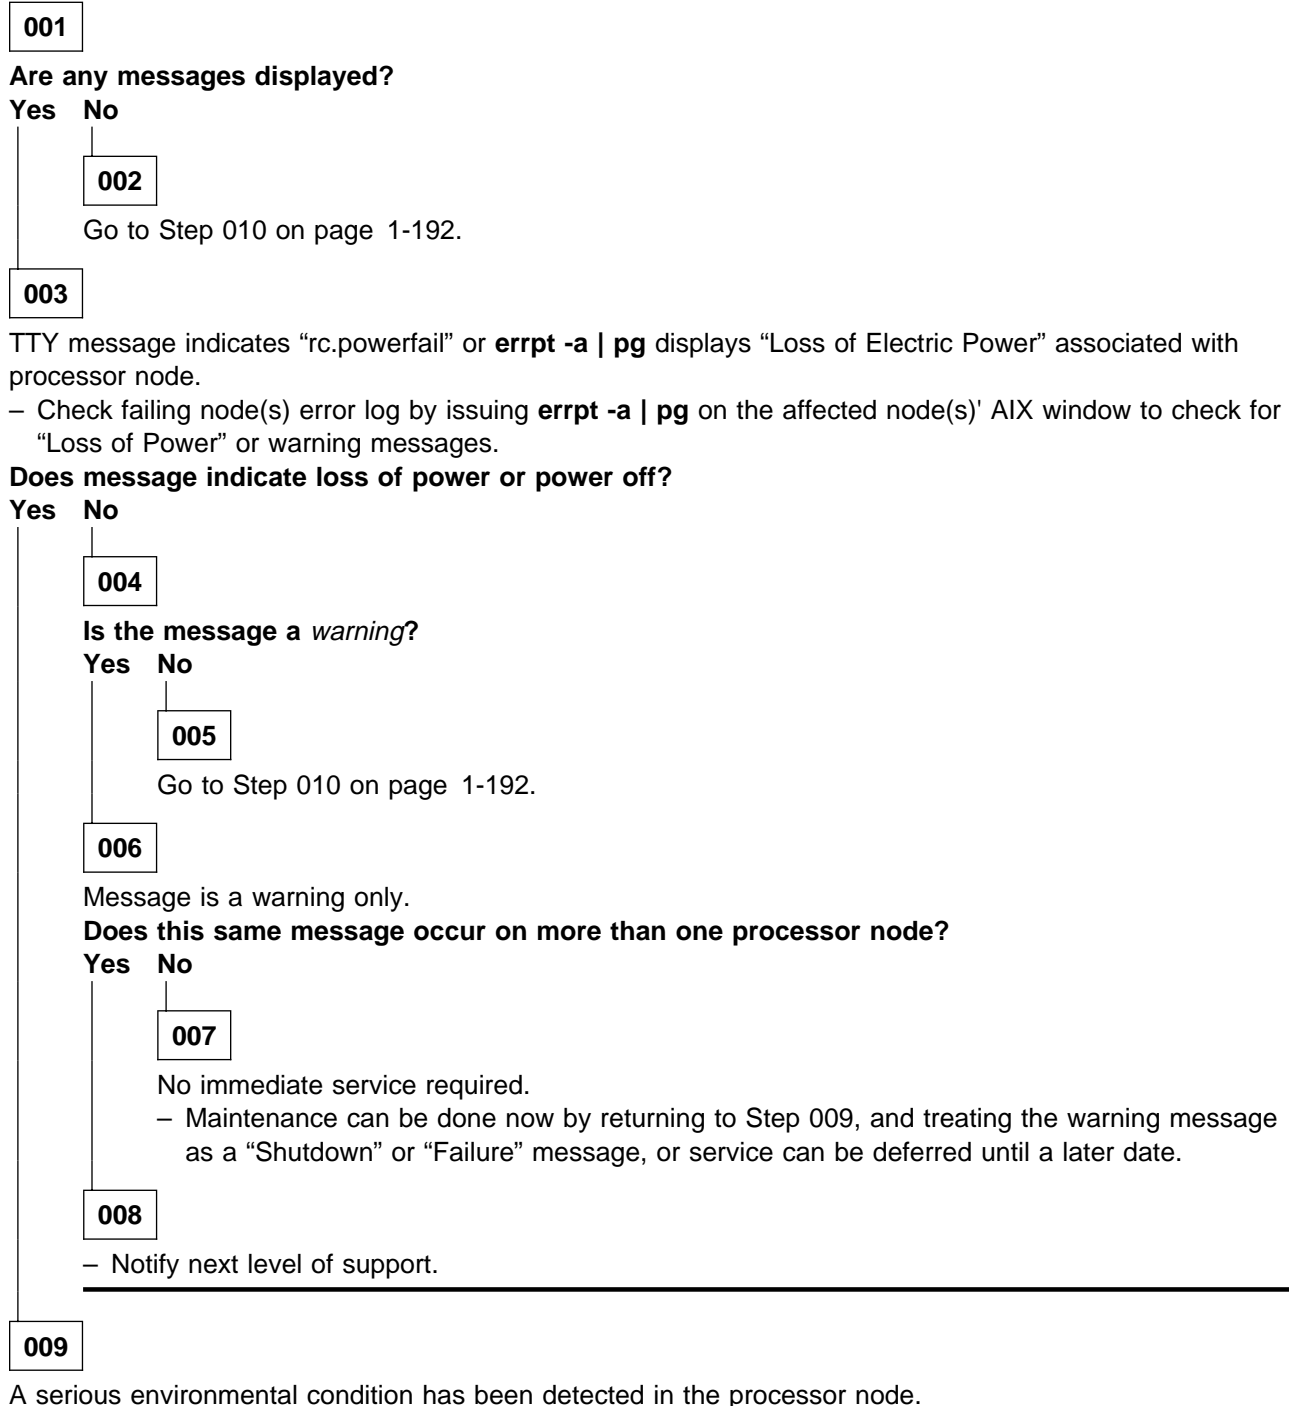 001
Are any messages displayed?
Yes No
002
Go to Step 010 on page 1-192.
003
TTY message indicates “rc.powerfail” or errpt -a | pg displays “Loss of Electric Power” associated with
processor node.
– Check failing node(s) error log by issuing errpt -a | pg on the affected node(s)' AIX window to check for
“Loss of Power” or warning messages.
Does message indicate loss of power or power off?
Yes No
004
Is the message a warning?
Yes No
005
Go to Step 010 on page 1-192.
006
Message is a warning only.
Does this same message occur on more than one processor node?
Yes No
007
No immediate service required.
– Maintenance can be done now by returning to Step 009, and treating the warning message
as a “Shutdown” or “Failure” message, or service can be deferred until a later date.
008
– Notify next level of support.
009
A serious environmental condition has been detected in the processor node.